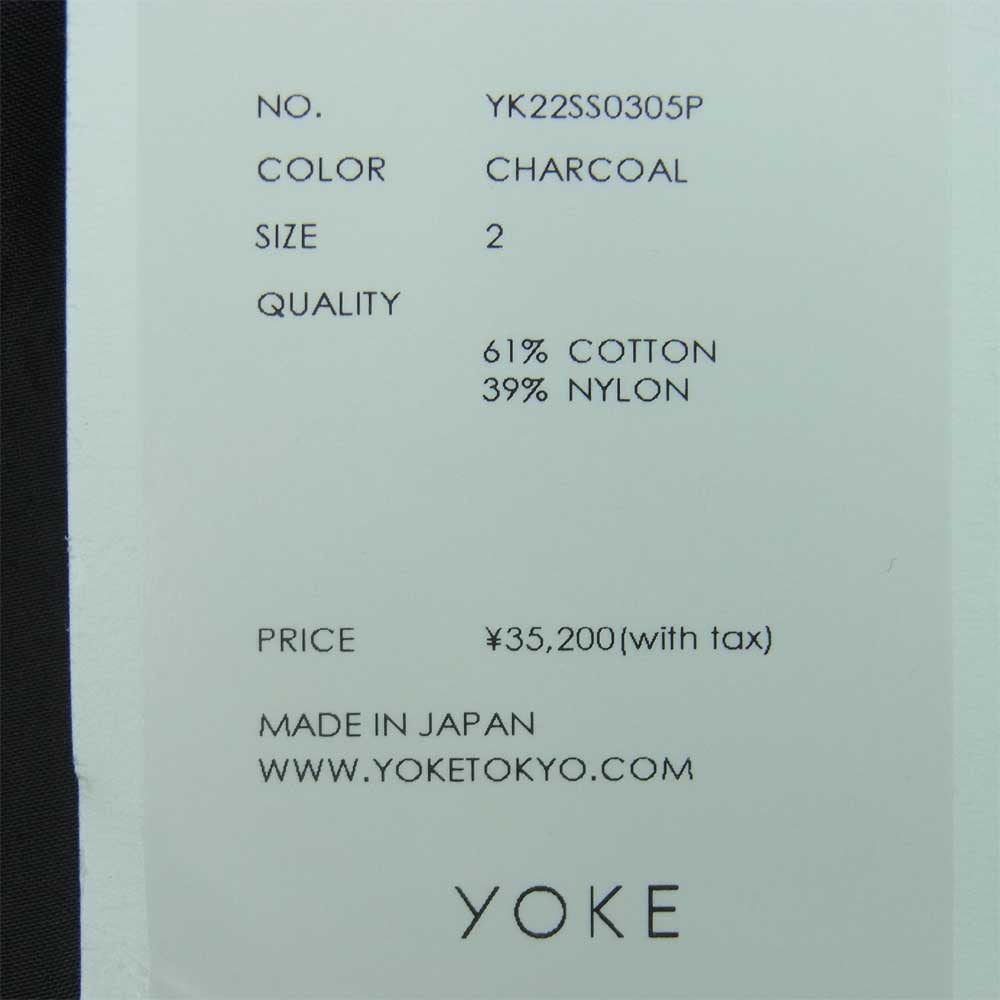 NO. YK22SS0305P
COLOR CHARCOAL
SIZE 2
QUALITY
61% COTTON
39% NYLON
PRICE ¥35,200(with tax)
MADE IN JAPAN
WWW.YOKETOKYO.COM
YOKE